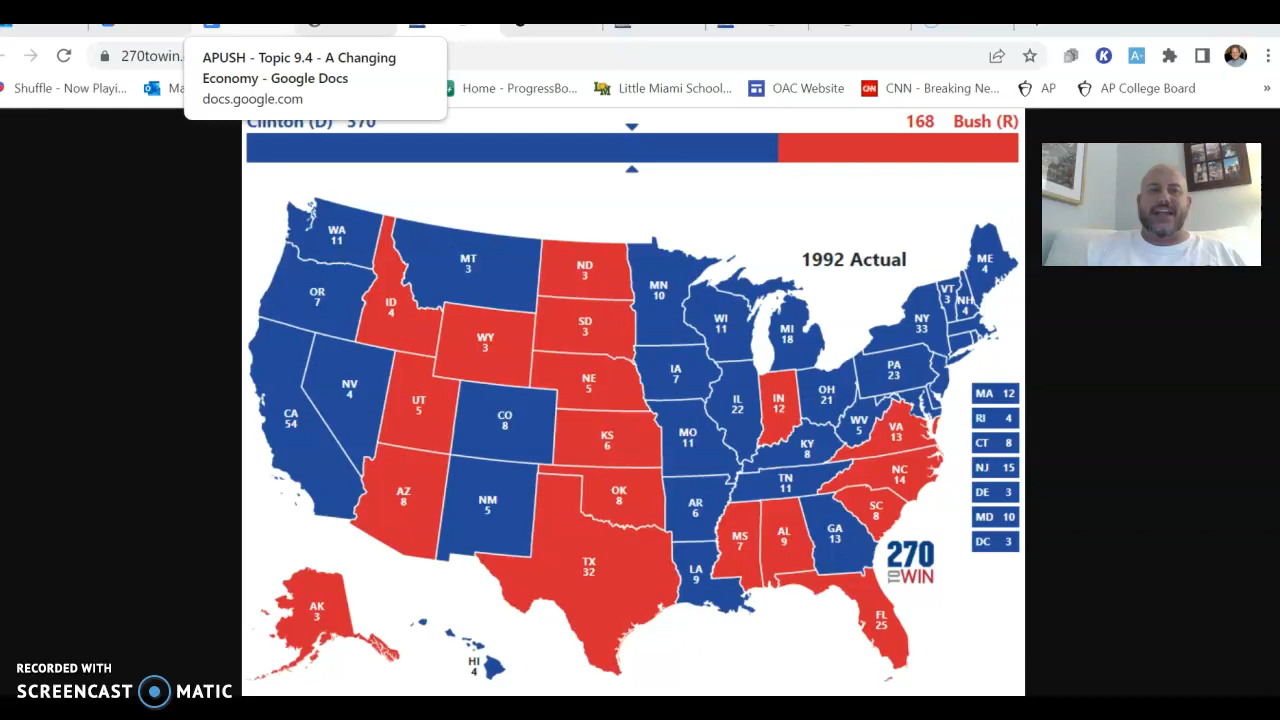 270towin.
APUSH - Topic 9.4 - A Changing
Economy - Google Docs
docs.google.com
Shuffle - Now Playi...
Ma
Home - ProgressBo...
Little Miami School...
OAC Website
CNN - Breaking Ne...
AP
AP College Board
»
Clinton (D) 370
168 Bush (R)
1992 Actual
WA
11
OR
7
CA
54
NV
4
ID
4
MT
3
WY
3
UT
5
AZ
8
CO
8
NM
5
ND
3
SD
3
NE
5
KS
6
OK
8
TX
32
MN
10
IA
7
MO
11
AR
6
LA
9
WI
11
IL
22
MI
18
IN
12
OH
21
KY
8
TN
11
MS
7
AL
9
GA
13
FL
25
SC
8
NC
14
VA
13
WV
5
PA
23
NY
33
VT
3
NH
4
ME
4
MA 12
RI 4
CT 8
NJ 15
DE 3
MD 10
DC 3
AK
3
HI
4
270
TO WIN
RECORDED WITH
SCREENCAST MATIC